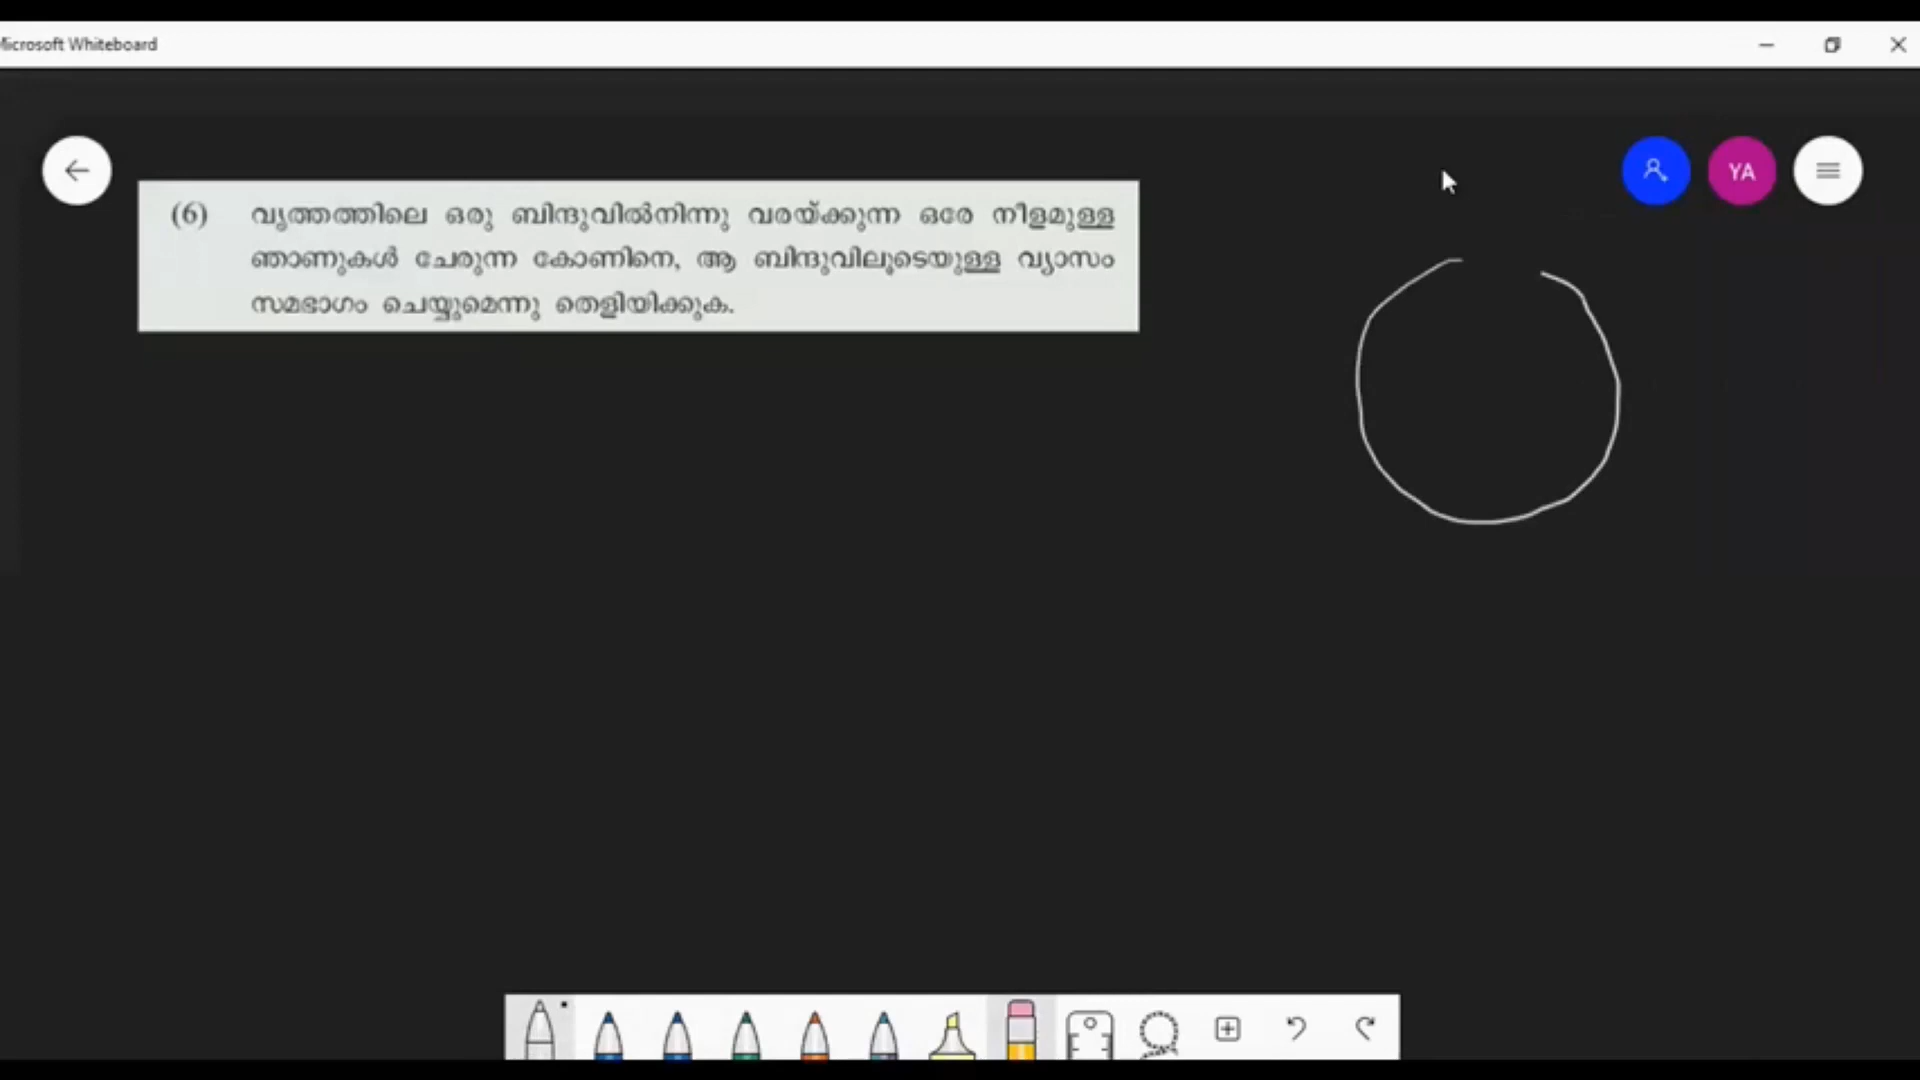 Microsoft Whiteboard
YA
(6) വൃത്തത്തിലെ ഒരു ബിന്ദുവിൽനിന്നു വരയ്ക്കുന്ന ഒരേ നീളമുള്ള
ഞാണുകൾ ചേരുന്ന കോണിനെ, ആ ബിന്ദുവിലൂടെയുള്ള വ്യാസം
സമഭാഗം ചെയ്യുമെന്നു തെളിയിക്കുക.